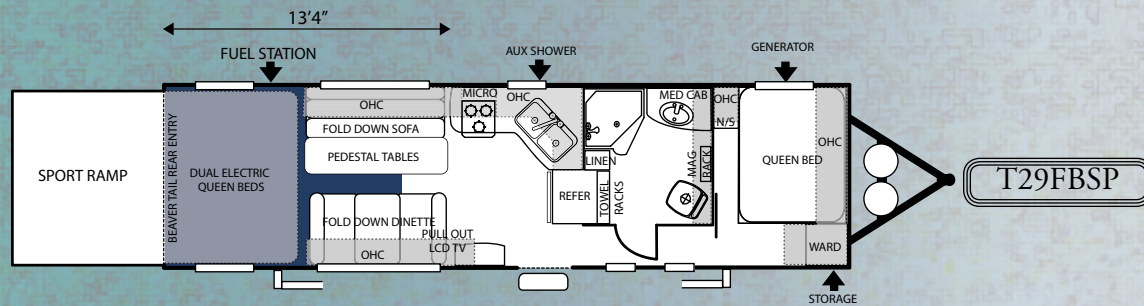 13'4”
FUEL STATION
AUX SHOWER
GENERATOR
SPORT RAMP
BEAVER TAIL REAR ENTRY
DUAL ELECTRIC
QUEEN BEDS
OHC
FOLD DOWN SOFA
PEDESTAL TABLES
FOLD DOWN DINETTE
PULL OUT
LCD TV
OHC
MICRO
OHC
REFER
LINEN
TOWEL
RACKS
MED CAB
MAG
RACK
OHC
N/S
QUEEN BED
OHC
WARD
STORAGE
T29FBSP